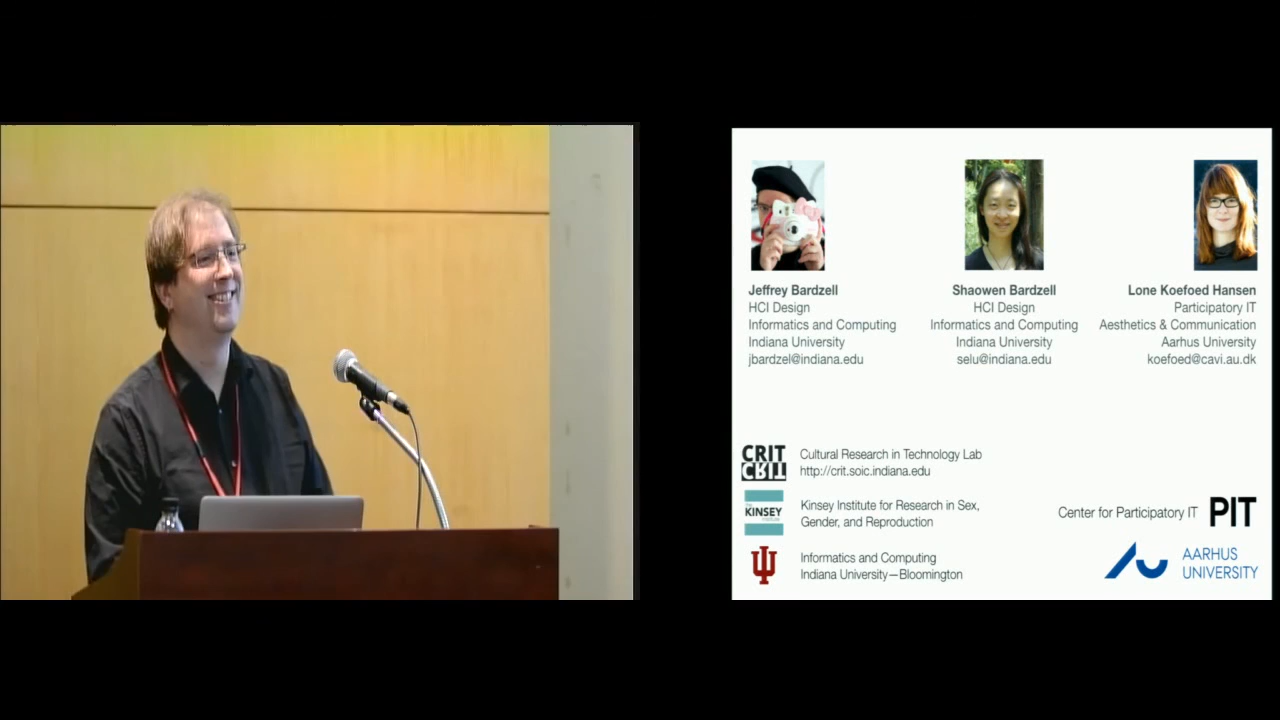 Jeffrey Bardzell
HCI Design
Informatics and Computing
Indiana University
jbardzel@indiana.edu
Shaowen Bardzell
HCI Design
Informatics and Computing
Indiana University
selu@indiana.edu
Lone Koefoed Hansen
Participatory IT
Aesthetics & Communication
Aarhus University
koefoed@cavi.au.dk
CRIT
CRIT
Cultural Research in Technology Lab
http://crit.soic.indiana.edu
KINSEY
Kinsey Institute for Research in Sex,
Gender, and Reproduction
Informatics and Computing
Indiana University—Bloomington
Center for Participatory IT PIT
AARHUS
UNIVERSITY